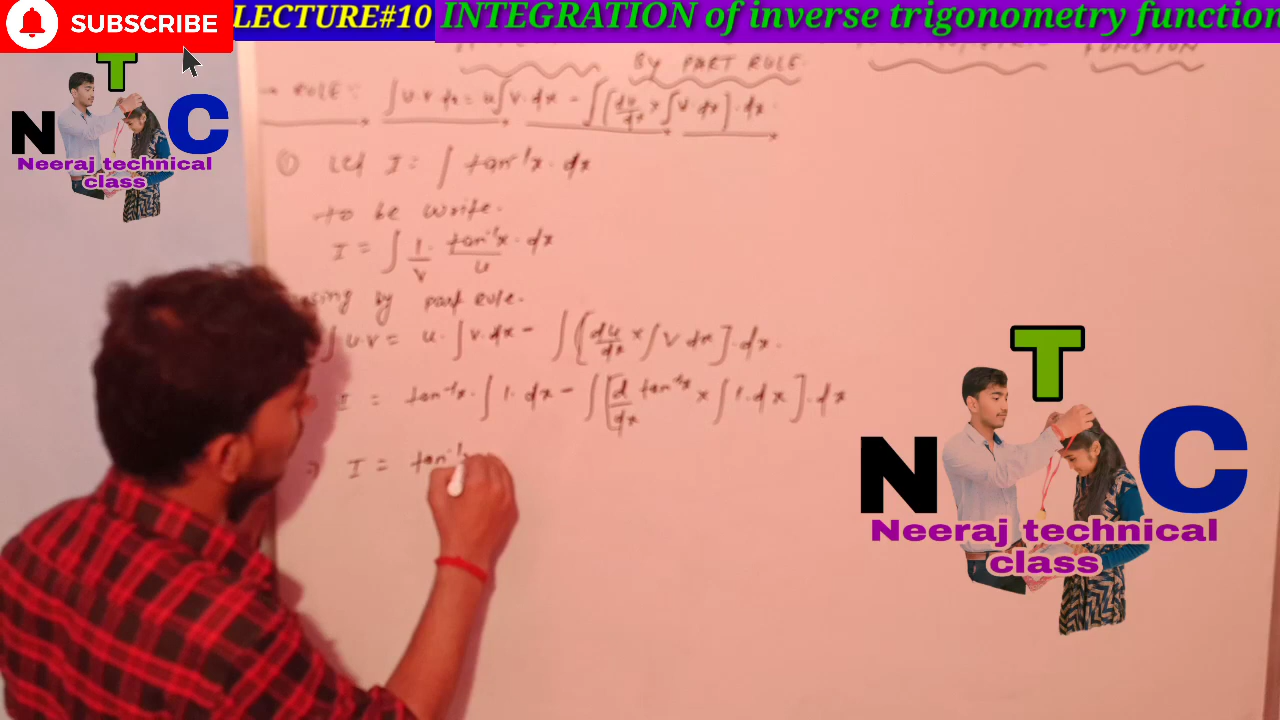 SUBSCRIBE
LECTURE#10
INTEGRATION of inverse trigonometry function
FUNCTION
BY PART RULE.
T
N C
Neeraj technical
class
→ RULE: ∫u.v dx = u∫v.dx - ∫[du/dx × ∫v.dx].dx.
① Let I = ∫ tan⁻¹x. dx
to be write.
I = ∫ 1/v . tan⁻¹x/u . dx
using by part rule.
∫u.v = u.∫v.dx - ∫[du/dx × ∫v dx].dx.
I = tan⁻¹x. ∫1.dx - ∫[d/dx tan⁻¹x × ∫1.dx].dx
⇒ I = tan⁻¹x
T
N C
Neeraj technical
class